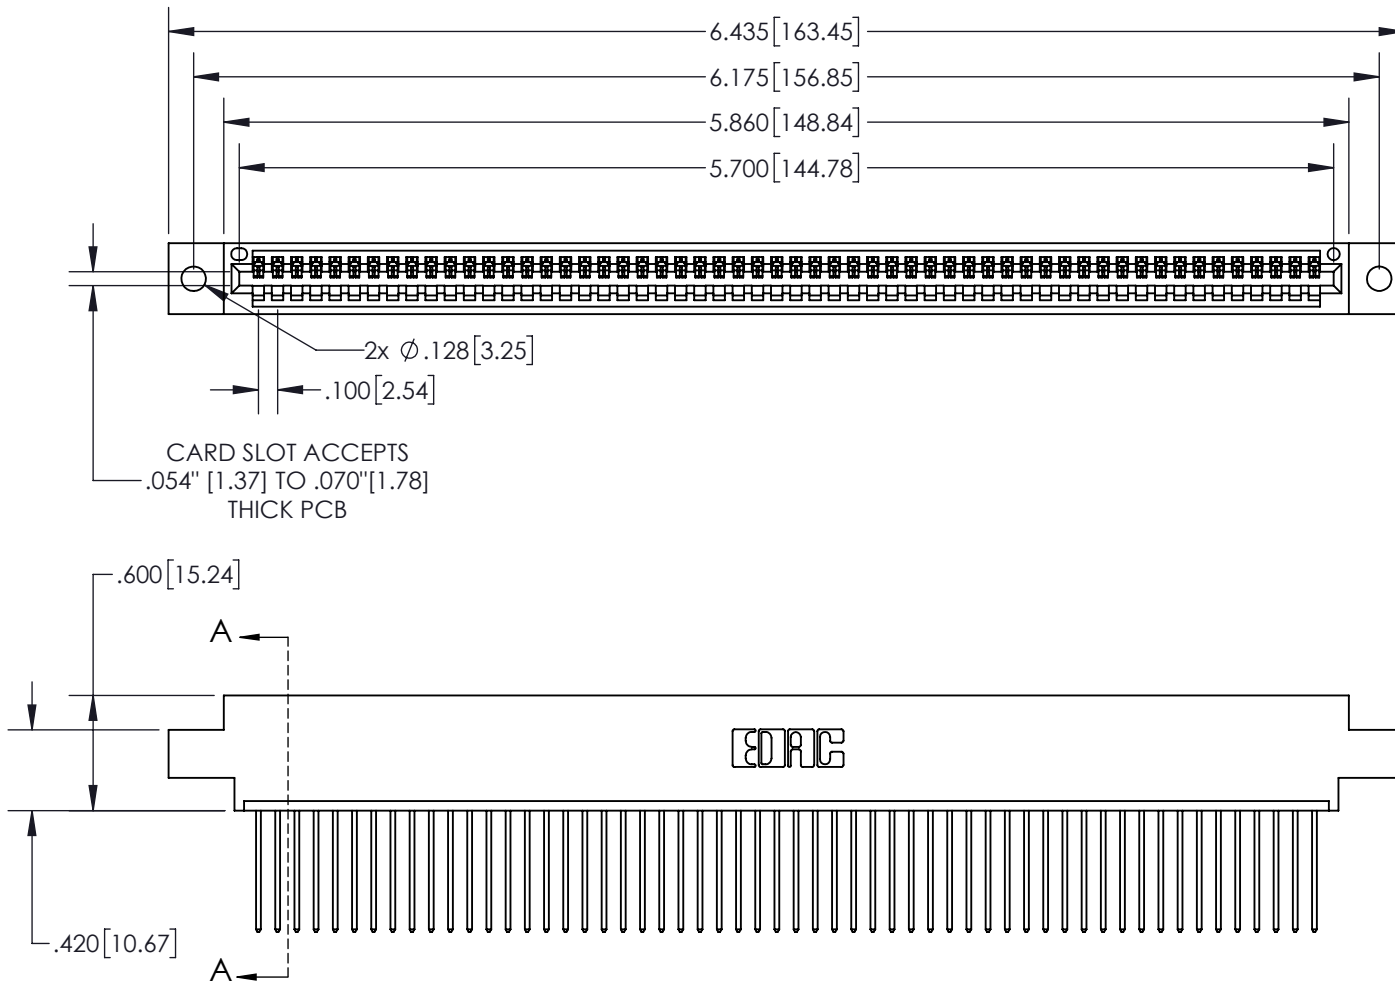 6.435[163.45]
6.175[156.85]
5.860[148.84]
5.700[144.78]
2x ∅.128[3.25]
.100[2.54]
CARD SLOT ACCEPTS
.054" [1.37] TO .070"[1.78]
THICK PCB
.600[15.24]
A
EDAC
.420[10.67]
A